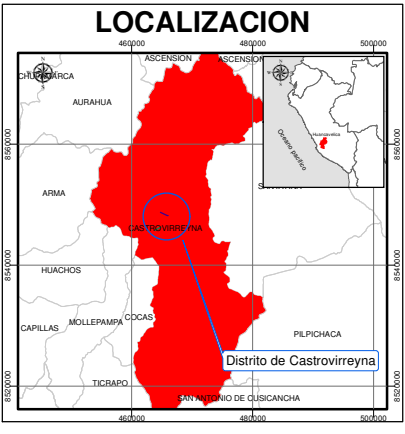 LOCALIZACION
460000
480000
500000
ASCENSION
ASCENSION
AURAHUA
Huancavelica
Oceano pacifico
8560000
8560000
ARMA
CASTROVIRREYNA
8540000
8540000
HUACHOS
COCAS
MOLLEPAMPA
CAPILLAS
PILPICHACA
Distrito de Castrovirreyna
TICRAPO
SAN ANTONIO DE CUSICANCHA
8520000
8520000
460000
480000
500000